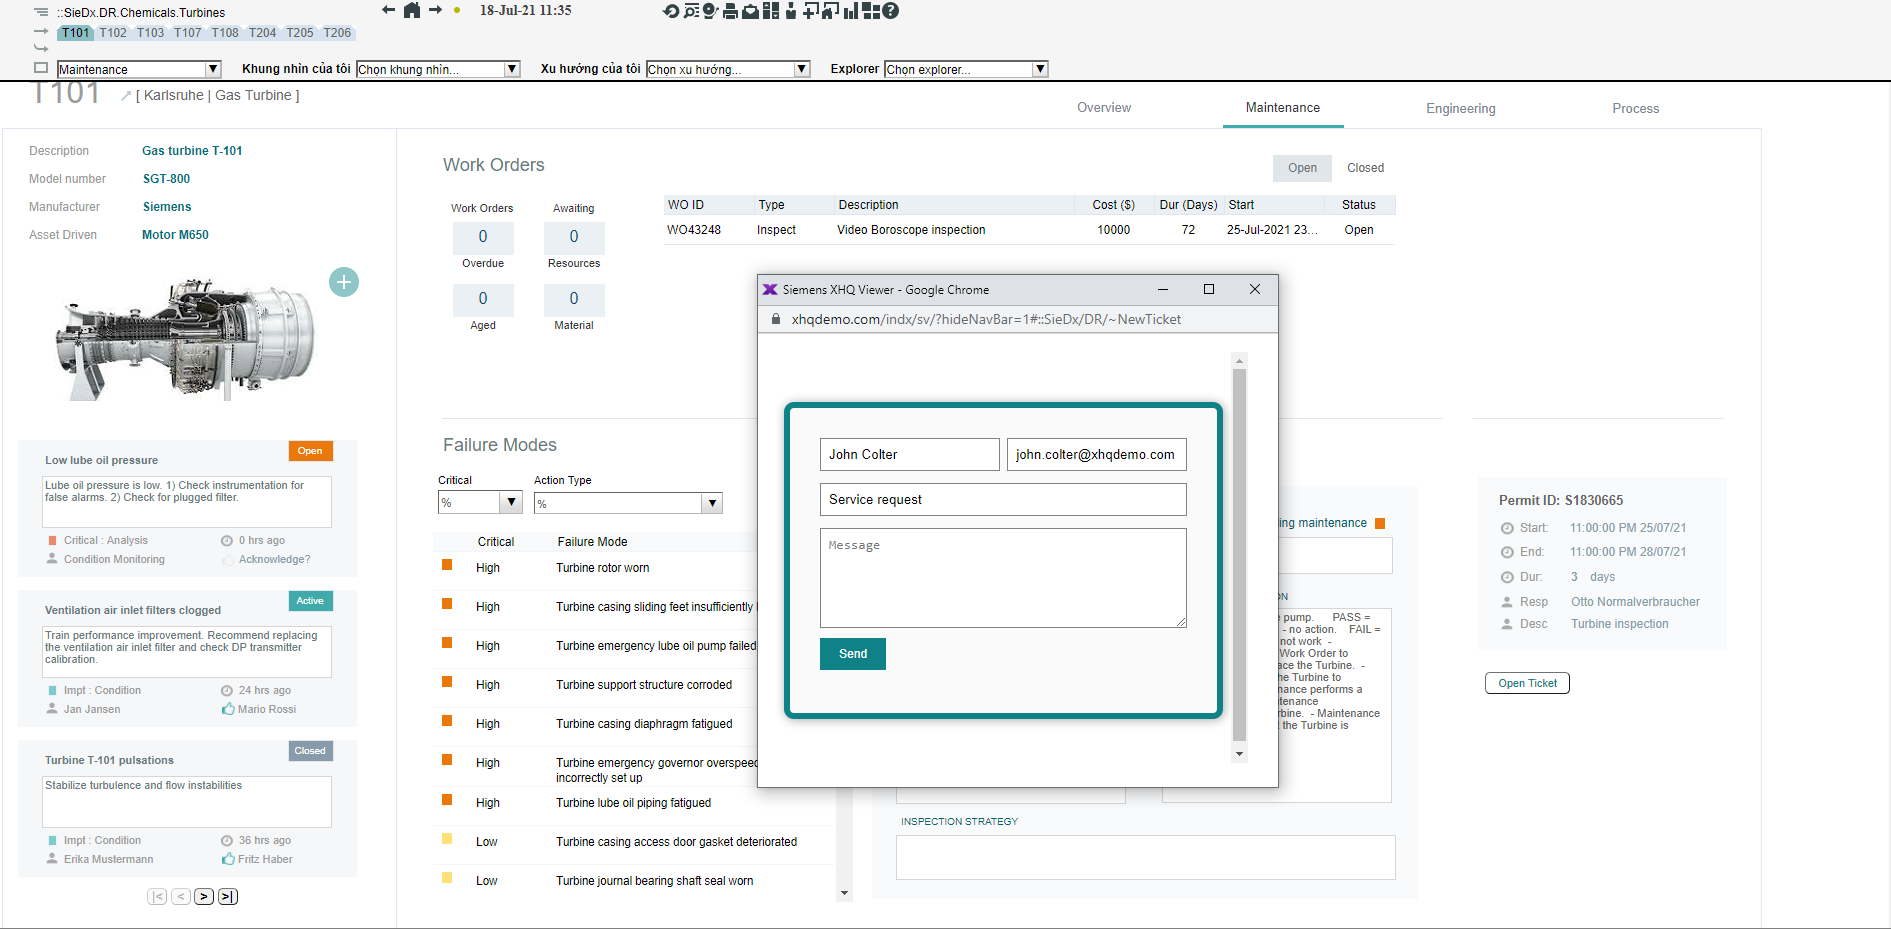 ::SieDx.DR.Chemicals.Turbines
18-Jul-21 11:35
T101 T102 T103 T107 T108 T204 T205 T206
Maintenance
Khung nhìn của tôi
Chọn khung nhìn...
Xu hướng của tôi
Chọn xu hướng...
Explorer
Chọn explorer...
T101
[ Karlsruhe | Gas Turbine ]
Overview
Maintenance
Engineering
Process
Description Gas turbine T-101
Model number SGT-800
Manufacturer Siemens
Asset Driven Motor M650
Low lube oil pressure
Open
Lube oil pressure is low. 1) Check instrumentation for
false alarms. 2) Check for plugged filter.
Critical : Analysis
0 hrs ago
Condition Monitoring
Acknowledge?
Ventilation air inlet filters clogged
Active
Train performance improvement. Recommend replacing
the ventilation air inlet filter and check DP transmitter
calibration.
Impt : Condition
24 hrs ago
Jan Jansen
Mario Rossi
Turbine T-101 pulsations
Closed
Stabilize turbulence and flow instabilities
Impt : Condition
36 hrs ago
Erika Mustermann
Fritz Haber
|< < > >|
Work Orders
Open
Closed
Work Orders
Awaiting
0
0
Overdue
Resources
0
0
Aged
Material
WO ID Type Description Cost ($) Dur (Days) Start Status
WO43248 Inspect Video Boroscope inspection 10000 72 25-Jul-2021 23... Open
Failure Modes
Critical
Action Type
%
%
Critical Failure Mode
High Turbine rotor worn
High Turbine casing sliding feet insufficiently
High Turbine emergency lube oil pump failed
High Turbine support structure corroded
High Turbine casing diaphragm fatigued
High Turbine emergency governor overspeed
incorrectly set up
High Turbine lube oil piping fatigued
Low Turbine casing access door gasket deteriorated
Low Turbine journal bearing shaft seal worn
Siemens XHQ Viewer - Google Chrome
xhqdemo.com/indx/sv/?hideNavBar=1#::SieDx/DR/~NewTicket
John Colter
john.colter@xhqdemo.com
Service request
Message
Send
ing maintenance
ON
pump. PASS =
- no action. FAIL =
not work -
Work Order to
ace the Turbine. -
he Turbine to
nance performs a
tenance
rbine. - Maintenance
t the Turbine is
INSPECTION STRATEGY
Permit ID: S1830665
Start: 11:00:00 PM 25/07/21
End: 11:00:00 PM 28/07/21
Dur: 3 days
Resp Otto Normalverbraucher
Desc Turbine inspection
Open Ticket